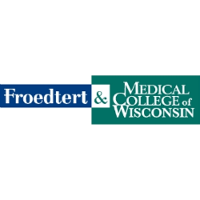 Froedtert & MEDICAL
COLLEGE of
WISCONSIN